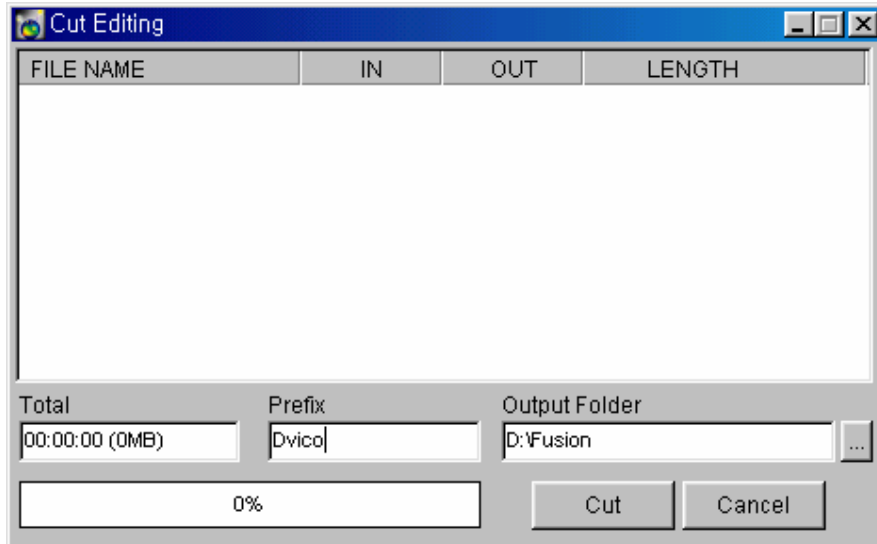 Cut Editing
FILE NAME IN OUT LENGTH
Total Prefix Output Folder
00:00:00 (0MB) Dvico D:\Fusion ...
0% Cut Cancel